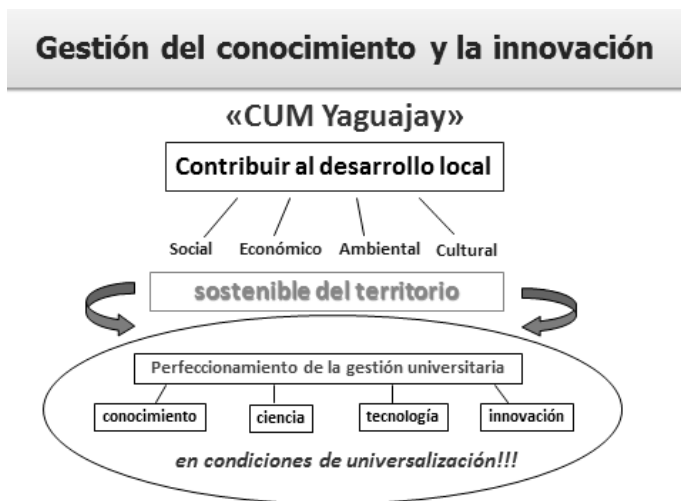 Gestión del conocimiento y la innovación
«CUM Yaguajay»
Contribuir al desarrollo local
Social Económico Ambiental Cultural
sostenible del territorio
Perfeccionamiento de la gestión universitaria
conocimiento ciencia tecnología innovación
en condiciones de universalización!!!